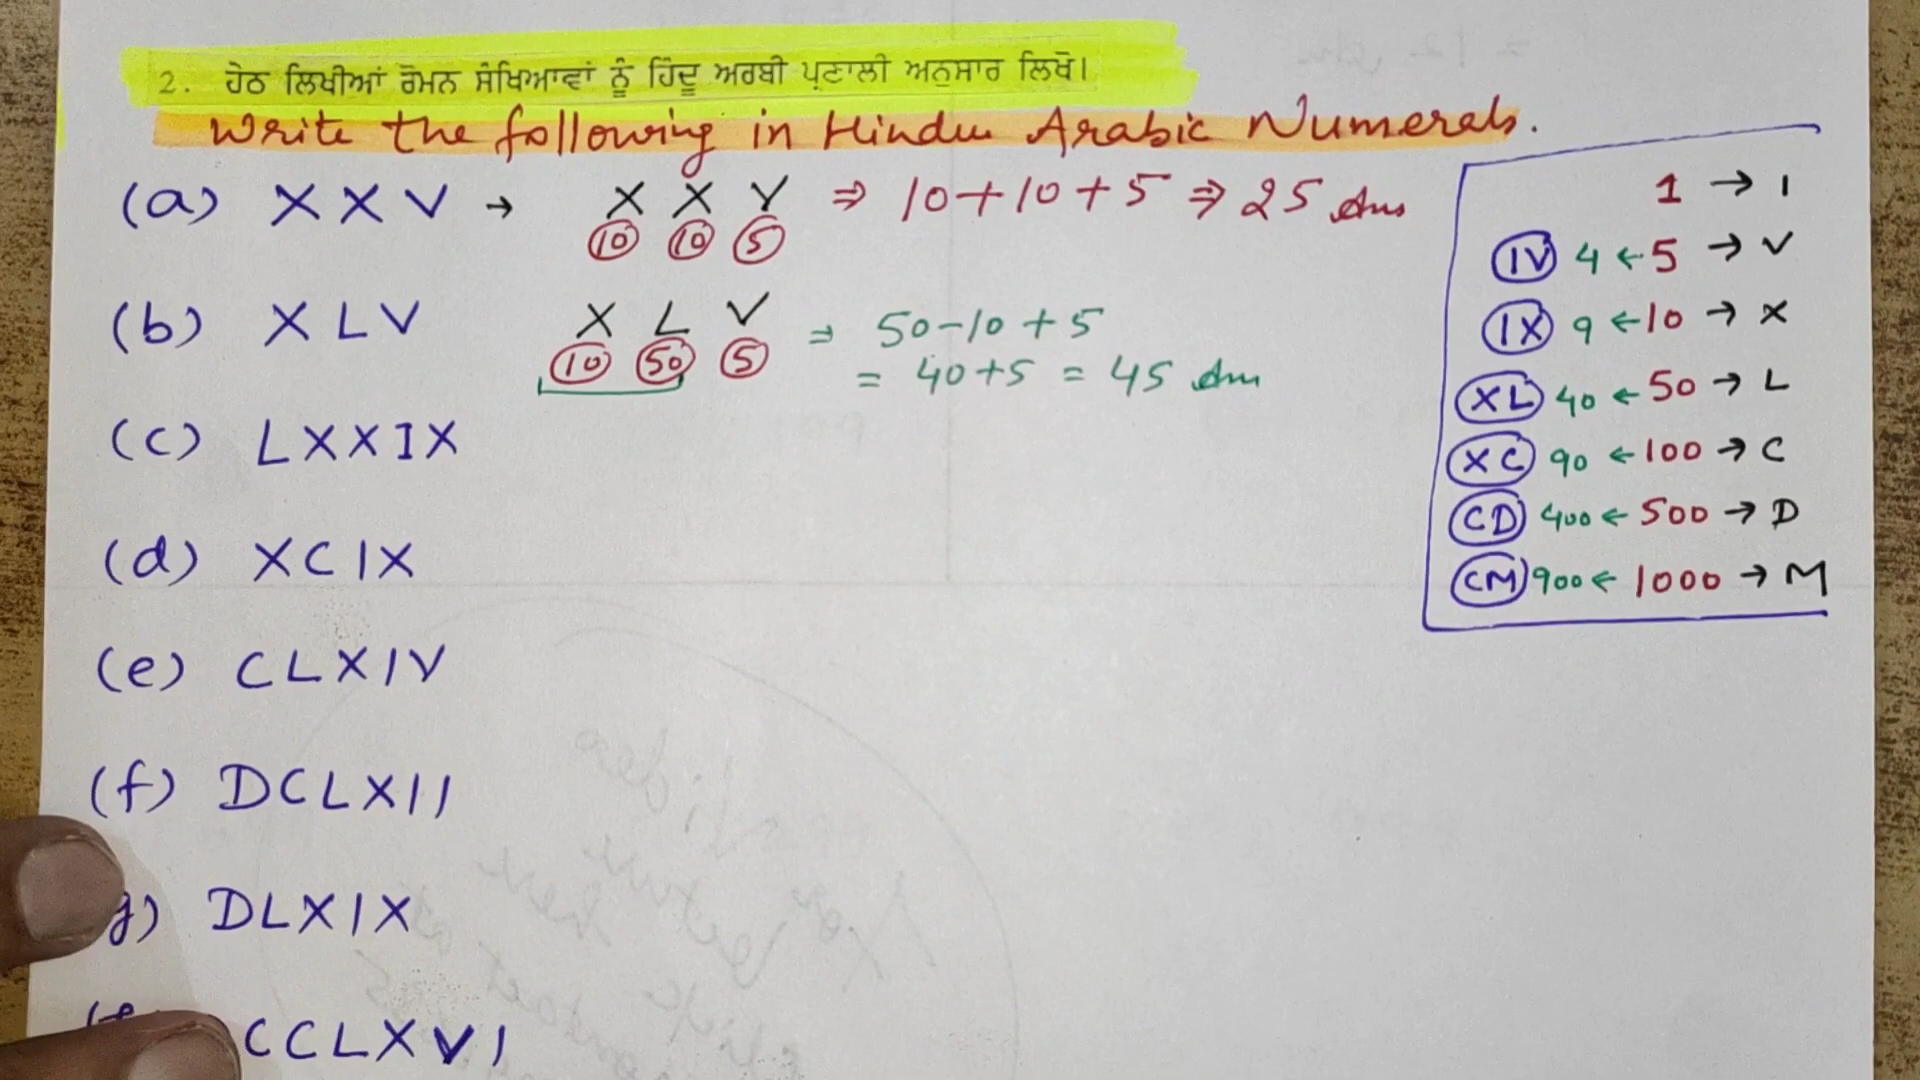 2. ਹੇਠ ਲਿਖੀਆਂ ਰੋਮਨ ਸੰਖਿਆਵਾਂ ਨੂੰ ਹਿੰਦੂ ਅਰਬੀ ਪ੍ਰਣਾਲੀ ਅਨੁਸਾਰ ਲਿਖੋ।
Write the following in Hindu Arabic Numerals.
(a) XXV → X X V ⇒ 10+10+5 ⇒ 25 Ans
10 10 5
(b) XLV X L V ⇒ 50-10+5
10 50 5 = 40+5 = 45 Ans
(c) LXXIX
(d) XCIX
(e) CLXIV
(f) DCLXII
g) DLXIX
CCLXVI
1 → I
IV 4 ← 5 → V
IX 9 ← 10 → X
XL 40 ← 50 → L
XC 90 ← 100 → C
CD 400 ← 500 → D
CM 900 ← 1000 → M